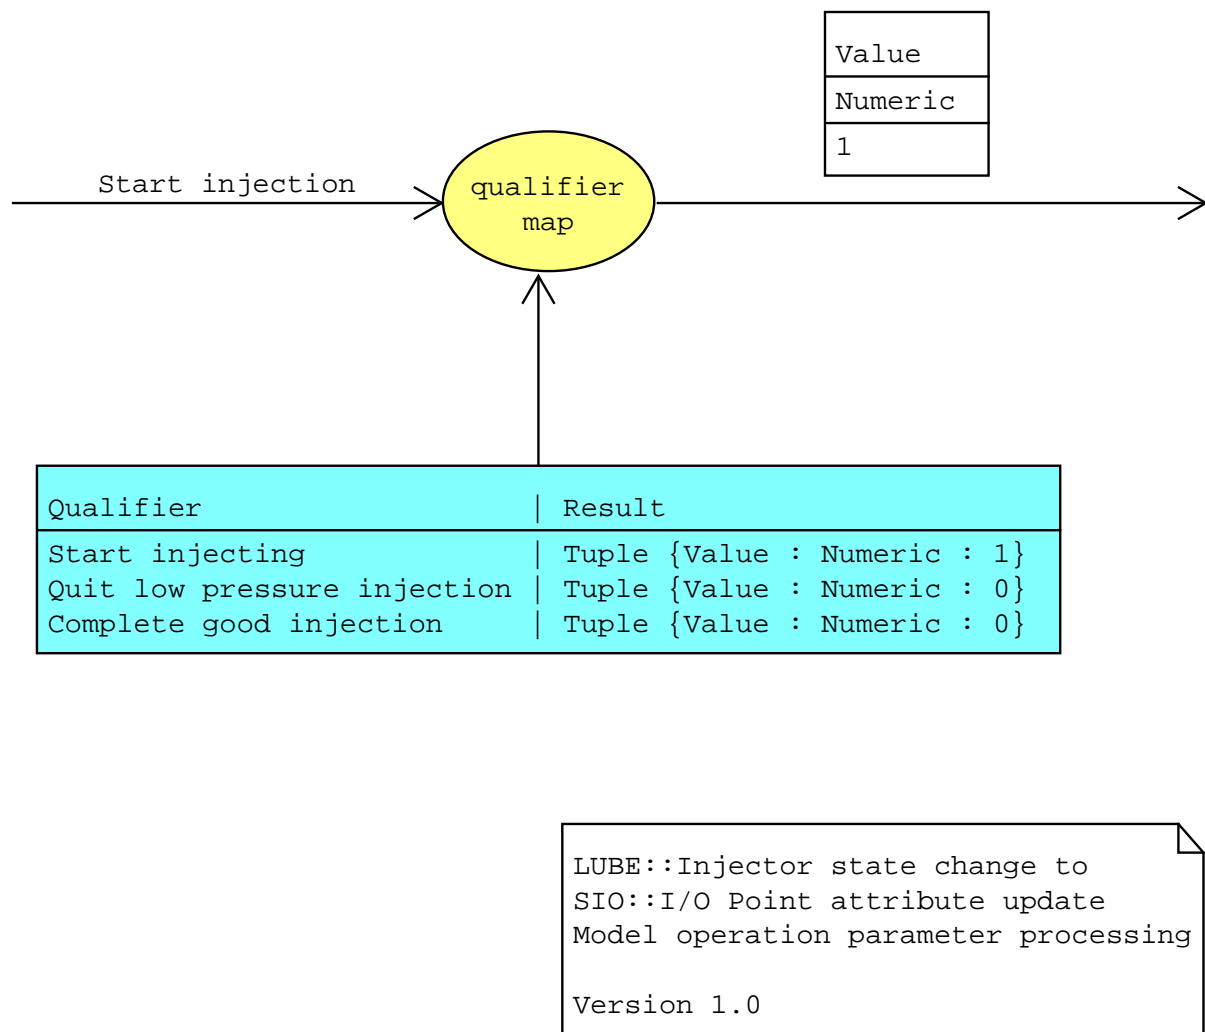 Value
Numeric
1
Start injection
qualifier
map
Qualifier | Result
Start injecting | Tuple {Value : Numeric : 1}
Quit low pressure injection | Tuple {Value : Numeric : 0}
Complete good injection | Tuple {Value : Numeric : 0}
LUBE::Injector state change to
SIO::I/O Point attribute update
Model operation parameter processing
Version 1.0